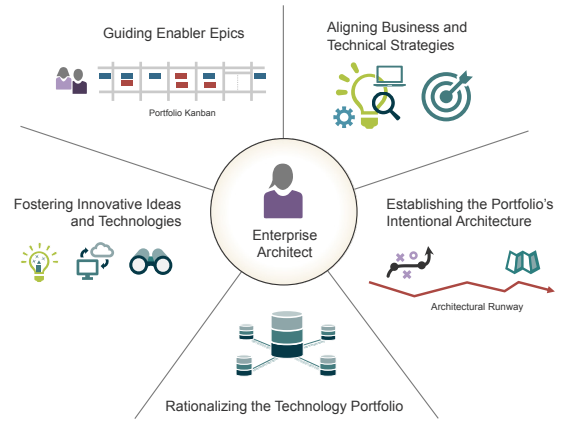 Guiding Enabler Epics
Portfolio Kanban
Aligning Business and
Technical Strategies
Fostering Innovative Ideas
and Technologies
Enterprise
Architect
Establishing the Portfolio's
Intentional Architecture
Architectural Runway
Rationalizing the Technology Portfolio